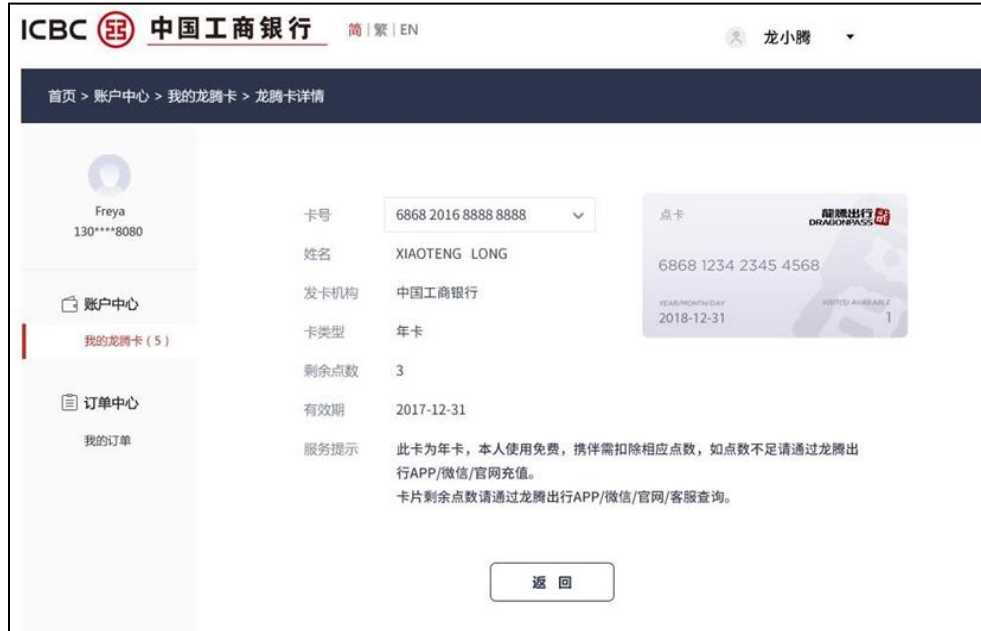 ICBC 中国工商银行 简 | 繁 | EN 龙小腾
首页 > 账户中心 > 我的龙腾卡 > 龙腾卡详情
Freya
130****8080
账户中心
我的龙腾卡（5）
订单中心
我的订单
卡号 6868 2016 8888 8888
姓名 XIAOTENG LONG
发卡机构 中国工商银行
卡类型 年卡
剩余点数 3
有效期 2017-12-31
服务提示 此卡为年卡，本人使用免费，携伴需扣除相应点数，如点数不足请通过龙腾出
行APP/微信/官网充值。
卡片剩余点数请通过龙腾出行APP/微信/官网/客服查询。
点卡 龍騰出行
DRAGONPASS
6868 1234 2345 4568
YEAR/MONTH/DAY VISIT(S) AVAILABLE
2018-12-31 1
返 回